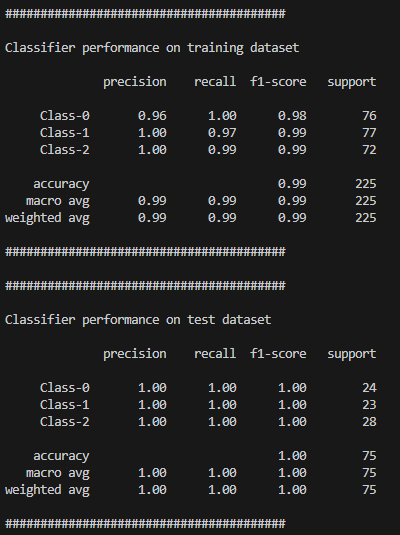 ########################################
Classifier performance on training dataset
precision recall f1-score support
Class-0 0.96 1.00 0.98 76
Class-1 1.00 0.97 0.99 77
Class-2 1.00 0.99 0.99 72
accuracy 0.99 225
macro avg 0.99 0.99 0.99 225
weighted avg 0.99 0.99 0.99 225
########################################
########################################
Classifier performance on test dataset
precision recall f1-score support
Class-0 1.00 1.00 1.00 24
Class-1 1.00 1.00 1.00 23
Class-2 1.00 1.00 1.00 28
accuracy 1.00 75
macro avg 1.00 1.00 1.00 75
weighted avg 1.00 1.00 1.00 75
########################################